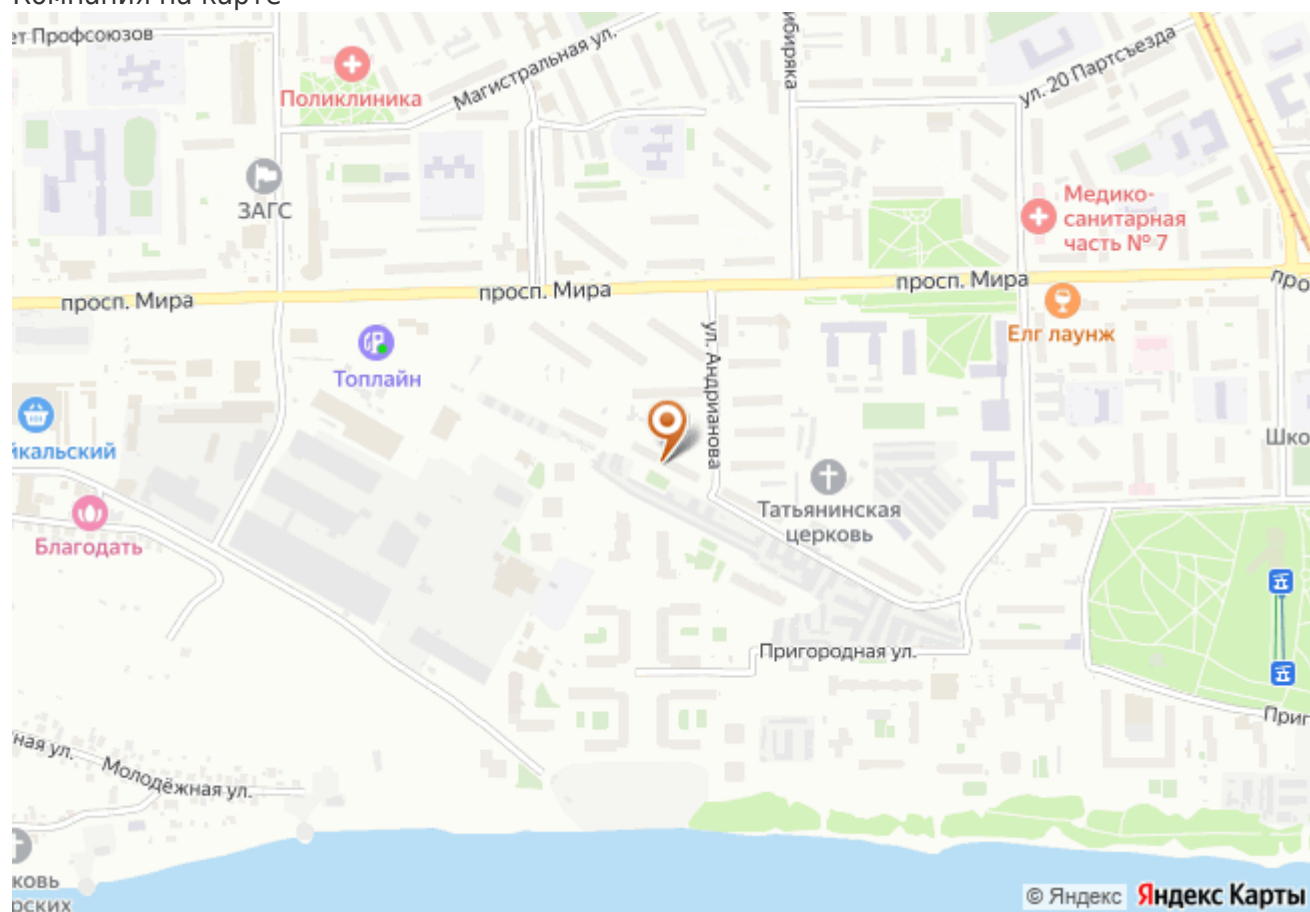 Компания на карте
ет Профсоюзов
Поликлиника
Магистральная ул.
ибиряка
ул. 20 Партсъезда
ЗАГС
Медико-
санитарная
часть № 7
просп. Мира
просп. Мира
просп. Мира
про
Топлайн
ул. Андрианова
Елг лаунж
йкальский
Шко
Татьянинская
церковь
Благодать
Пригородная ул.
Приг
ная ул.
Молодёжная ул.
ковь
рских
© Яндекс Яндекс Карты